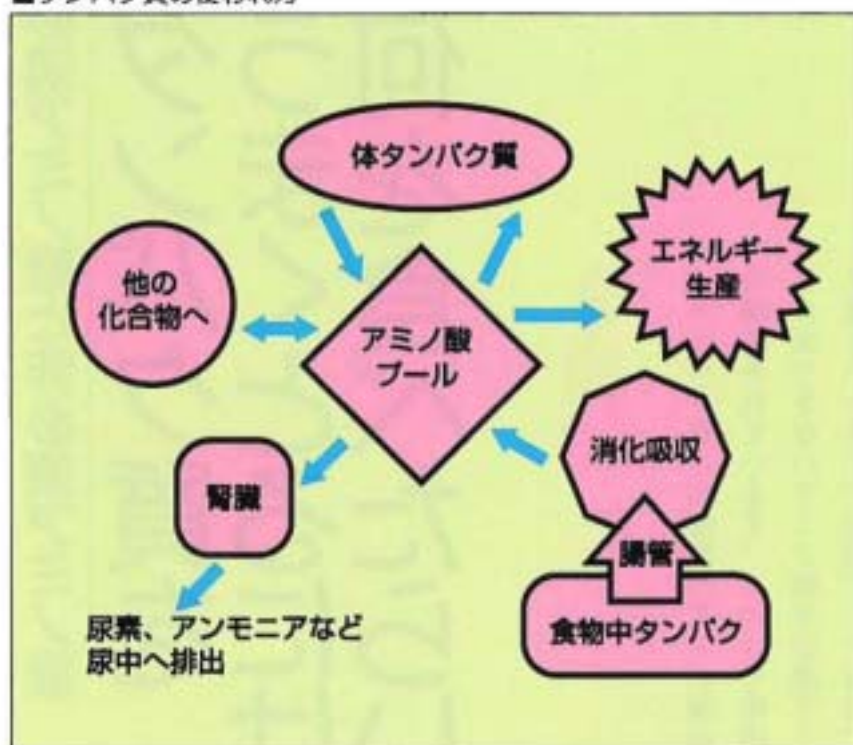 体タンパク質
エネルギー
生産
他の
化合物へ
アミノ酸
プール
消化吸収
腎臓
腸管
食物中タンパク
尿素、アンモニアなど
尿中へ排出